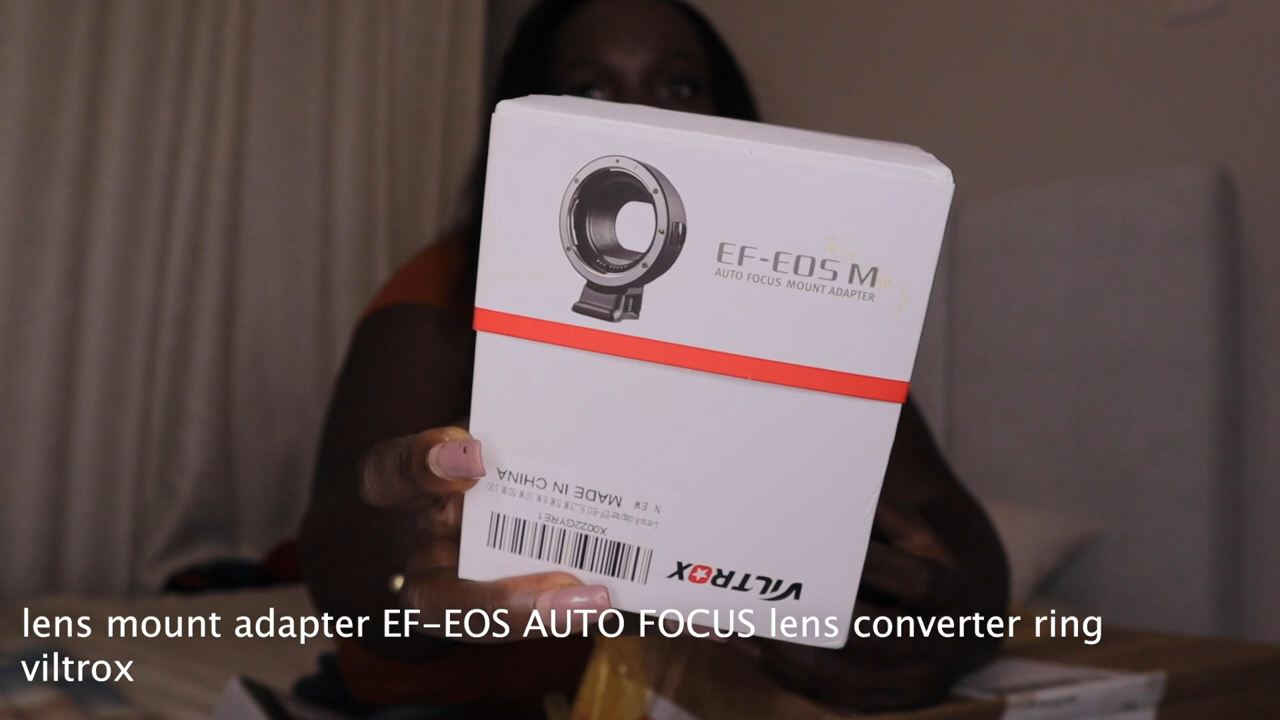 EF-EOS M
AUTO FOCUS MOUNT ADAPTER
VILTROX
X0022GYRE1
MADE IN CHINA
lens mount adapter EF-EOS AUTO FOCUS lens converter ring
viltrox